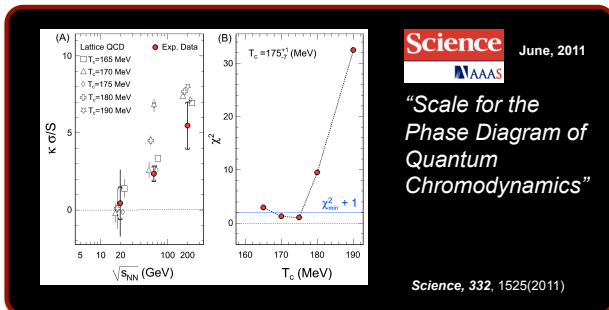 (A)
Lattice QCD
Exp. Data
T_c=165 MeV
T_c=170 MeV
T_c=175 MeV
T_c=180 MeV
T_c=190 MeV
κ σ/S
10
5
0
5
10
20
50
100
200
√s_NN (GeV)
(B)
T_c =175 +1 -7 (MeV)
χ²
30
20
10
0
χ²_min + 1
160
170
180
190
T_c (MeV)
Science
AAAS
June, 2011
“Scale for the
Phase Diagram of
Quantum
Chromodynamics”
Science, 332, 1525(2011)